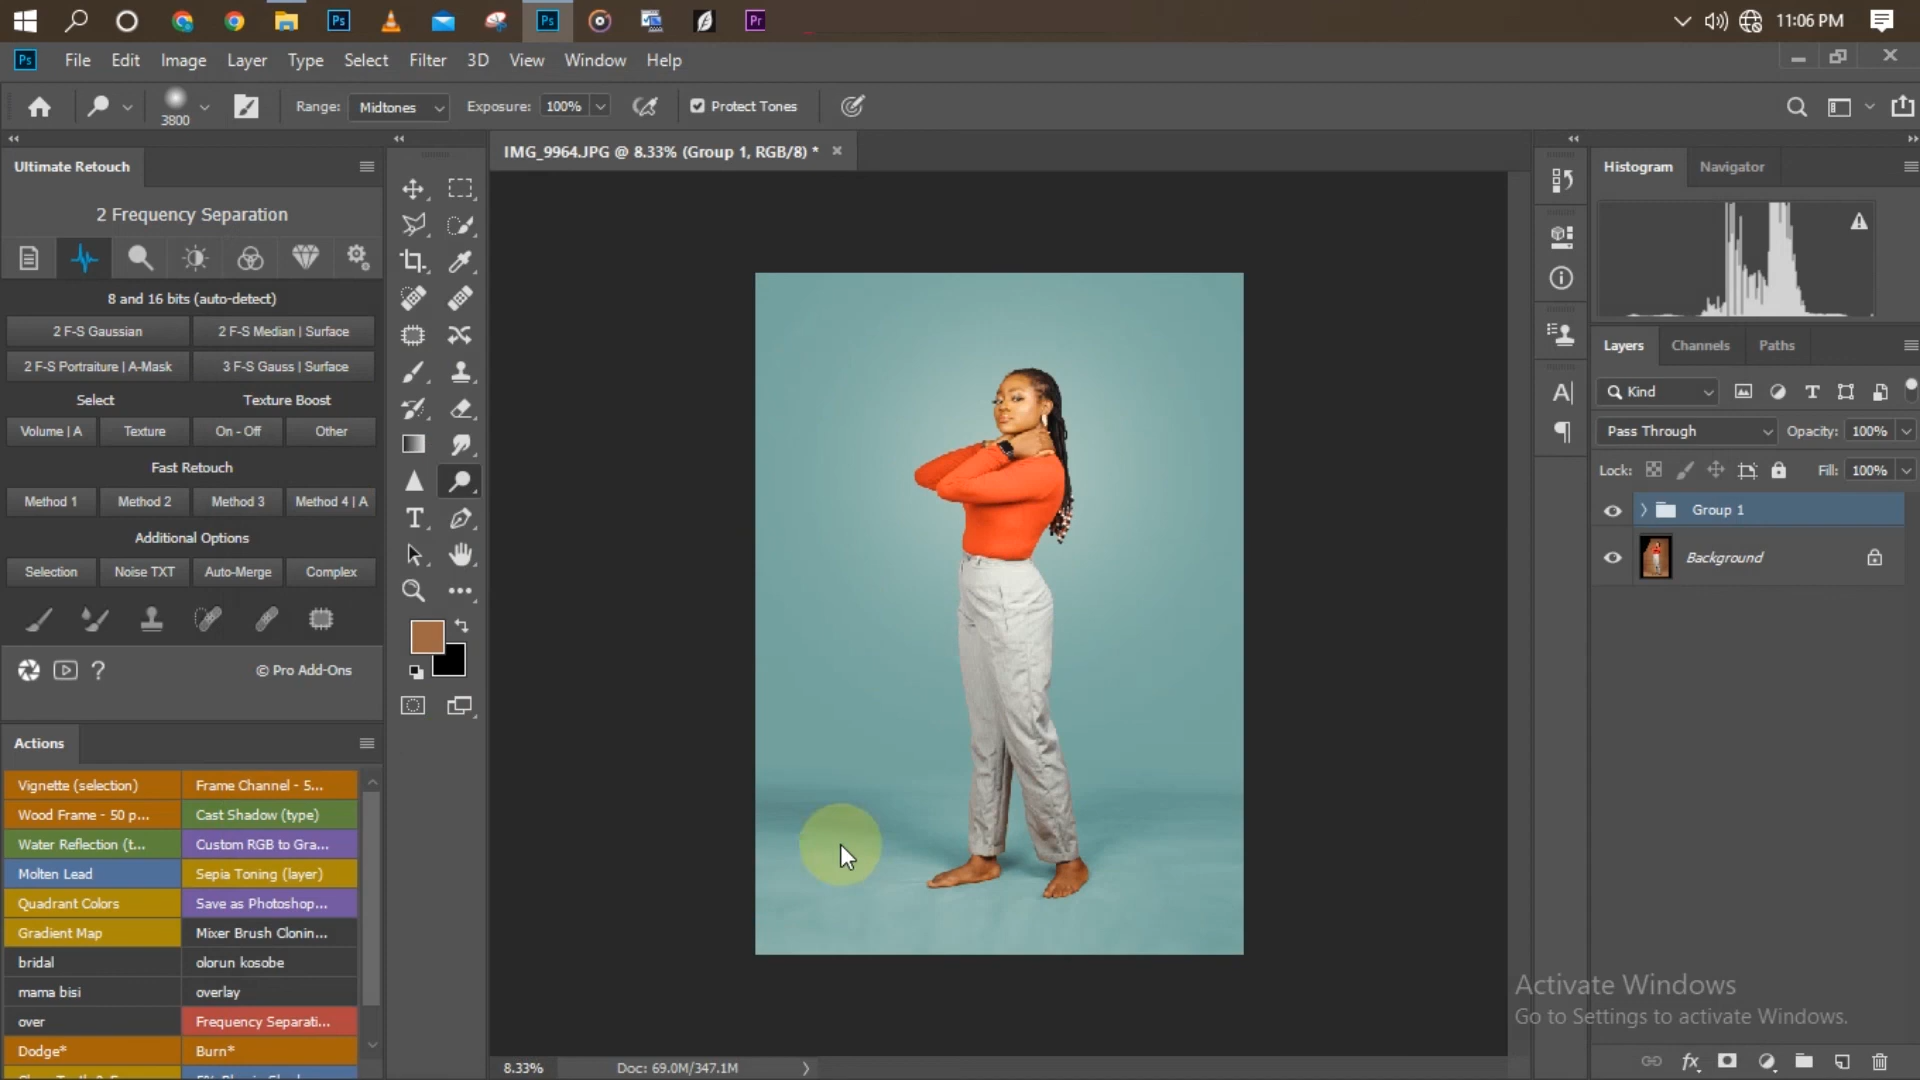 11:06 PM
File Edit Image Layer Type Select Filter 3D View Window Help
3800 Range: Midtones Exposure: 100% Protect Tones
IMG_9964.JPG @ 8.33% (Group 1, RGB/8) *
Ultimate Retouch
2 Frequency Separation
8 and 16 bits (auto-detect)
2 F-S Gaussian 2 F-S Median | Surface
2 F-S Portraiture | A-Mask 3 F-S Gauss | Surface
Select Texture Boost
Volume | A Texture On - Off Other
Fast Retouch
Method 1 Method 2 Method 3 Method 4 | A
Additional Options
Selection Noise TXT Auto-Merge Complex
© Pro Add-Ons
Actions
Vignette (selection) Frame Channel - 5...
Wood Frame - 50 p... Cast Shadow (type)
Water Reflection (t... Custom RGB to Gra...
Molten Lead Sepia Toning (layer)
Quadrant Colors Save as Photoshop...
Gradient Map Mixer Brush Clonin...
bridal olorun kosobe
mama bisi overlay
over Frequency Separati...
Dodge* Burn*
8.33% Doc: 69.0M/347.1M
Histogram Navigator
Layers Channels Paths
Kind
Pass Through Opacity: 100%
Lock: Fill: 100%
Group 1
Background
Activate Windows
Go to Settings to activate Windows.